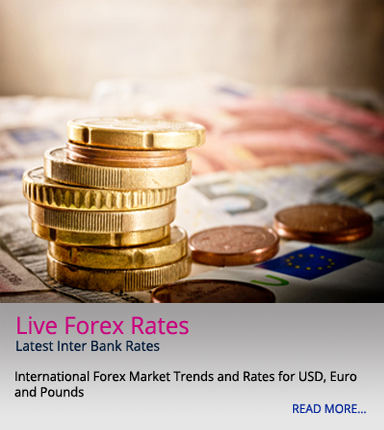 5
Live Forex Rates
Latest Inter Bank Rates
International Forex Market Trends and Rates for USD, Euro
and Pounds
READ MORE...